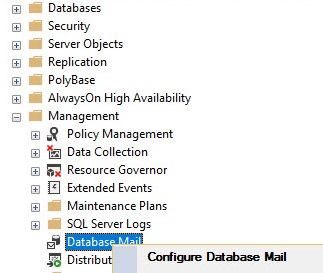 Databases
Security
Server Objects
Replication
PolyBase
AlwaysOn High Availability
Management
Policy Management
Data Collection
Resource Governor
Extended Events
Maintenance Plans
SQL Server Logs
Database Mail
Distribut
Configure Database Mail